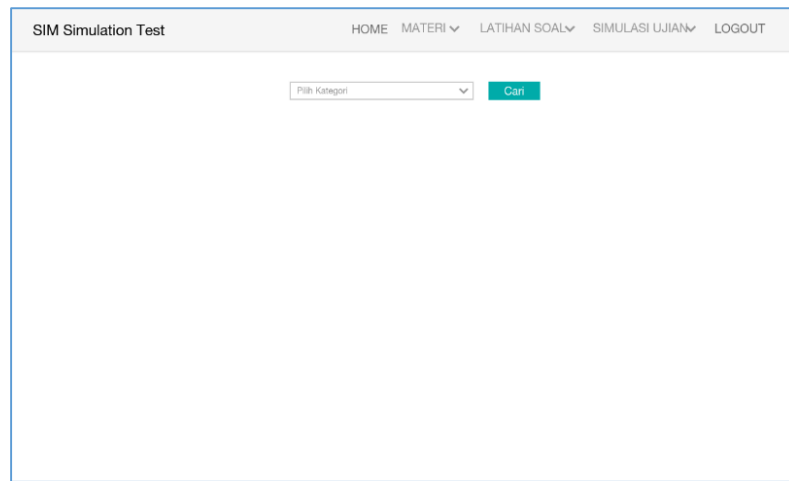 SIM Simulation Test HOME MATERI LATIHAN SOAL SIMULASI UJIAN LOGOUT
Pilih Kategori Cari